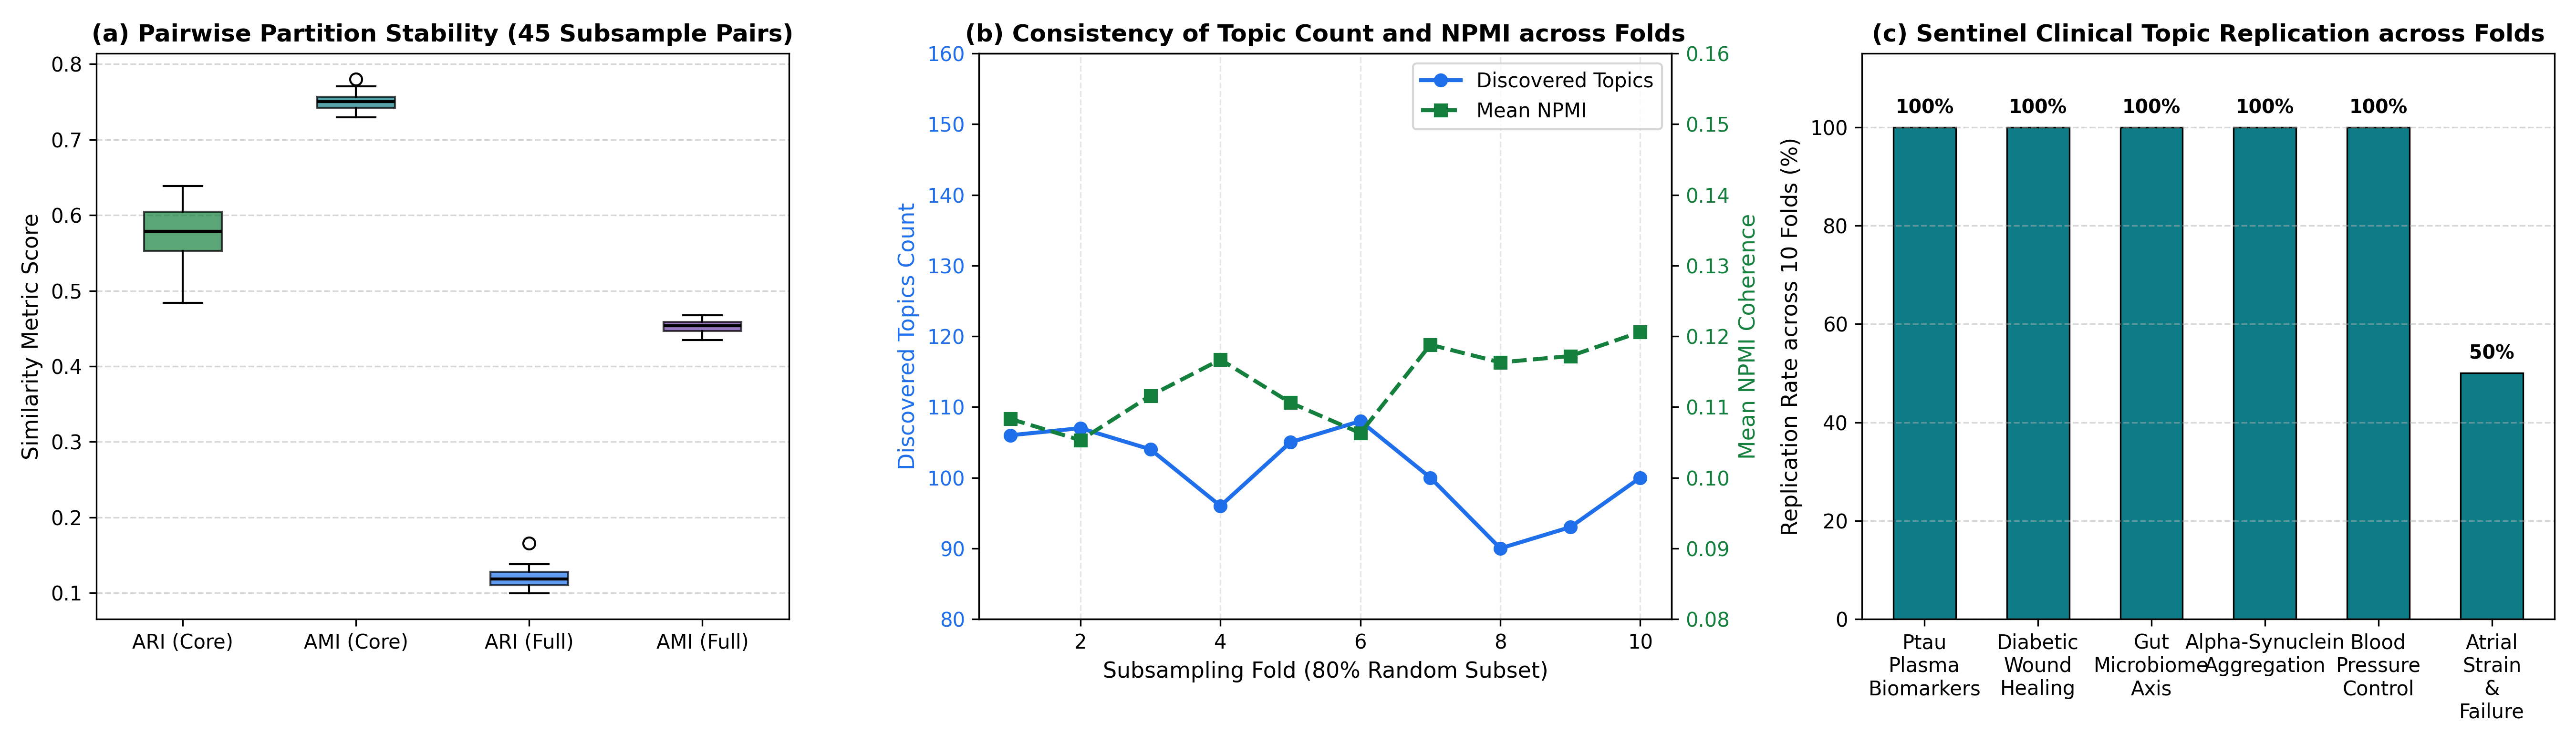 (a) Pairwise Partition Stability (45 Subsample Pairs)
Similarity Metric Score
0.8
0.7
0.6
0.5
0.4
0.3
0.2
0.1
ARI (Core)
AMI (Core)
ARI (Full)
AMI (Full)
(b) Consistency of Topic Count and NPMI across Folds
Discovered Topics Count
160
150
140
130
120
110
100
90
80
Discovered Topics
Mean NPMI
0.16
0.15
0.14
0.13
0.12
0.11
0.10
0.09
0.08
Mean NPMI Coherence
2
4
6
8
10
Subsampling Fold (80% Random Subset)
(c) Sentinel Clinical Topic Replication across Folds
Replication Rate across 10 Folds (%)
100
80
60
40
20
0
100%
100%
100%
100%
100%
50%
Ptau
Plasma
Biomarkers
Diabetic
Wound
Healing
Gut
Microbiome
Axis
Alpha-Synuclein
Aggregation
Blood
Pressure
Control
Atrial
Strain
&
Failure